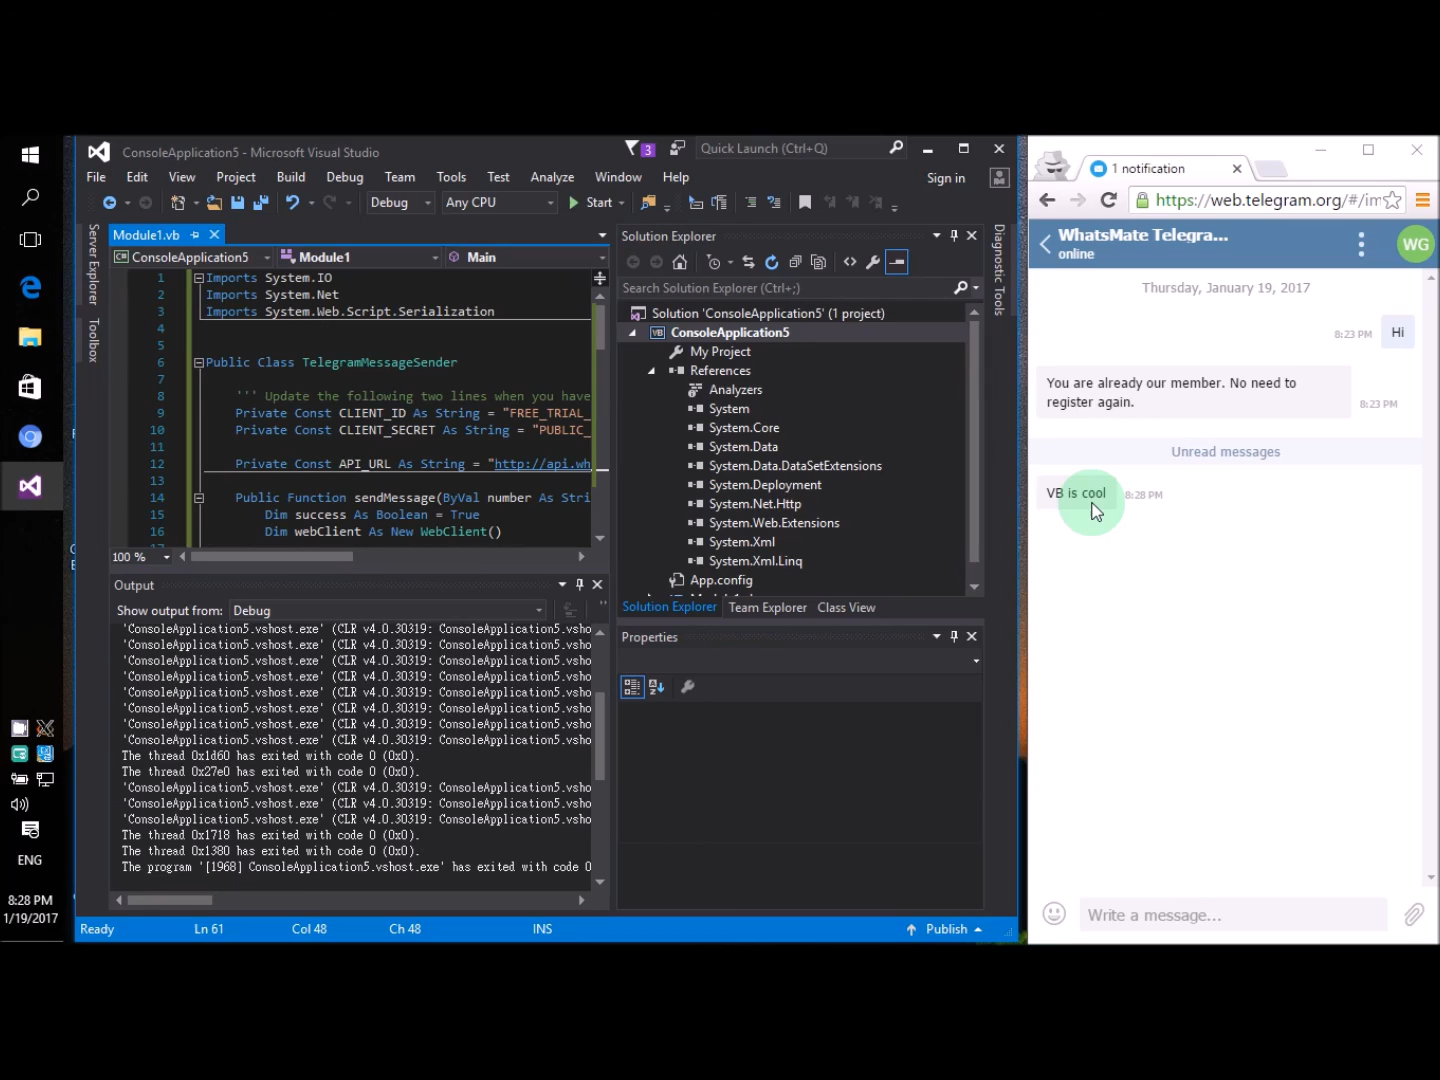 ConsoleApplication5 - Microsoft Visual Studio
3
Quick Launch (Ctrl+Q)
File Edit View Project Build Debug Team Tools Test Analyze Window Help
Sign in
Debug
Any CPU
Start
Server Explorer
Toolbox
Module1.vb
ConsoleApplication5
Module1
Main
1 Imports System.IO
2 Imports System.Net
3 Imports System.Web.Script.Serialization
4
5
6 Public Class TelegramMessageSender
7
8 ''' Update the following two lines when you have
9 Private Const CLIENT_ID As String = "FREE_TRIAL_
10 Private Const CLIENT_SECRET As String = "PUBLIC_
11
12 Private Const API_URL As String = "http://api.wh
13
14 Public Function sendMessage(ByVal number As Stri
15 Dim success As Boolean = True
16 Dim webClient As New WebClient()
100 %
Output
Show output from: Debug
'ConsoleApplication5.vshost.exe' (CLR v4.0.30319: ConsoleApplication5.vsho
'ConsoleApplication5.vshost.exe' (CLR v4.0.30319: ConsoleApplication5.vsho
'ConsoleApplication5.vshost.exe' (CLR v4.0.30319: ConsoleApplication5.vsho
'ConsoleApplication5.vshost.exe' (CLR v4.0.30319: ConsoleApplication5.vsho
'ConsoleApplication5.vshost.exe' (CLR v4.0.30319: ConsoleApplication5.vsho
'ConsoleApplication5.vshost.exe' (CLR v4.0.30319: ConsoleApplication5.vsho
'ConsoleApplication5.vshost.exe' (CLR v4.0.30319: ConsoleApplication5.vsho
'ConsoleApplication5.vshost.exe' (CLR v4.0.30319: ConsoleApplication5.vsho
The thread 0x1d60 has exited with code 0 (0x0).
The thread 0x27e0 has exited with code 0 (0x0).
'ConsoleApplication5.vshost.exe' (CLR v4.0.30319: ConsoleApplication5.vsho
'ConsoleApplication5.vshost.exe' (CLR v4.0.30319: ConsoleApplication5.vsho
'ConsoleApplication5.vshost.exe' (CLR v4.0.30319: ConsoleApplication5.vsho
The thread 0x1718 has exited with code 0 (0x0).
The thread 0x1380 has exited with code 0 (0x0).
The program '[1968] ConsoleApplication5.vshost.exe' has exited with code 0
Solution Explorer
Search Solution Explorer (Ctrl+;)
Solution 'ConsoleApplication5' (1 project)
VB ConsoleApplication5
My Project
References
Analyzers
System
System.Core
System.Data
System.Data.DataSetExtensions
System.Deployment
System.Net.Http
System.Web.Extensions
System.Xml
System.Xml.Linq
App.config
Solution Explorer Team Explorer Class View
Properties
Diagnostic Tools
Ready Ln 61 Col 48 Ch 48 INS Publish
ENG
8:28 PM
1/19/2017
1 notification
https://web.telegram.org/#/im
WhatsMate Telegra...
online
WG
Thursday, January 19, 2017
8:23 PM Hi
You are already our member. No need to
register again.
8:23 PM
Unread messages
VB is cool 8:28 PM
Write a message...